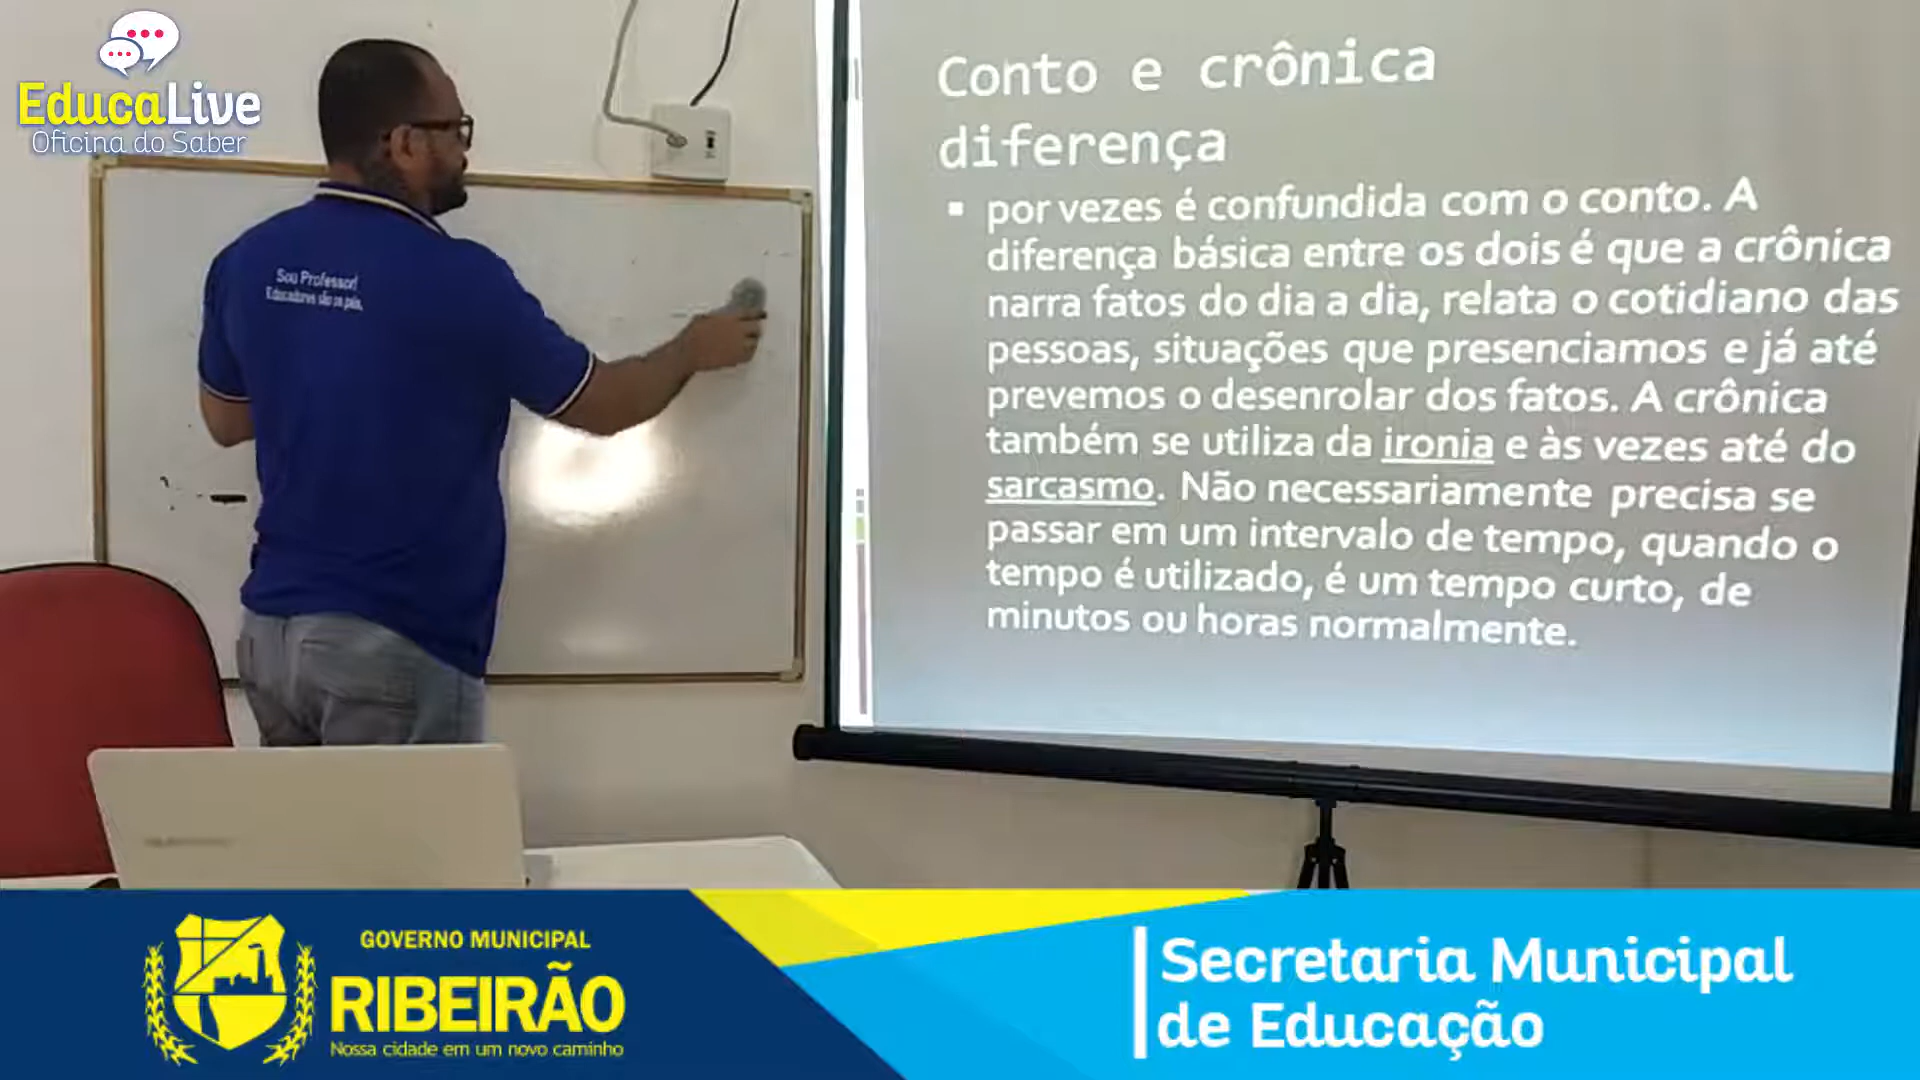 EducaLive
Oficina do Saber
Sou Professor!
Educadores são os pais.
Conto e crônica
diferença
▪ por vezes é confundida com o conto. A
diferença básica entre os dois é que a crônica
narra fatos do dia a dia, relata o cotidiano das
pessoas, situações que presenciamos e já até
prevemos o desenrolar dos fatos. A crônica
também se utiliza da ironia e às vezes até do
sarcasmo. Não necessariamente precisa se
passar em um intervalo de tempo, quando o
tempo é utilizado, é um tempo curto, de
minutos ou horas normalmente.
GOVERNO MUNICIPAL
RIBEIRÃO
Nossa cidade em um novo caminho
Secretaria Municipal
de Educação